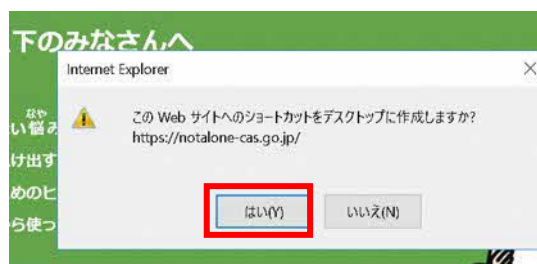 下のみなさんへ
Internet Explorer
なや
い悩み
この Web サイトへのショートカットをデスクトップに作成しますか?
https://notalone-cas.go.jp/
け出す
めのヒ
ら使っ
はい(Y)
いいえ(N)